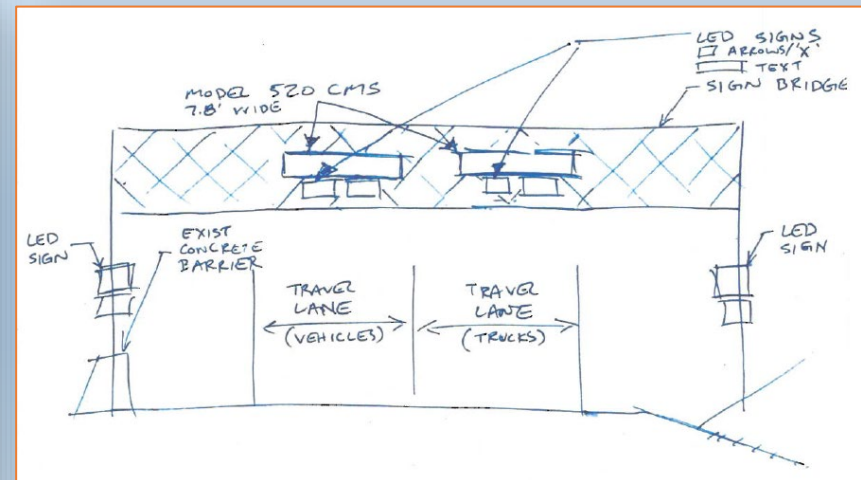 LED SIGNS
ARROWS/'X'
TEXT
SIGN BRIDGE
MODEL 520 CMS
7.8' WIDE
LED
SIGN
EXIST
CONCRETE
BARRIER
TRAVEL
LANE
(VEHICLES)
TRAVEL
LANE
(TRUCKS)
LED
SIGN